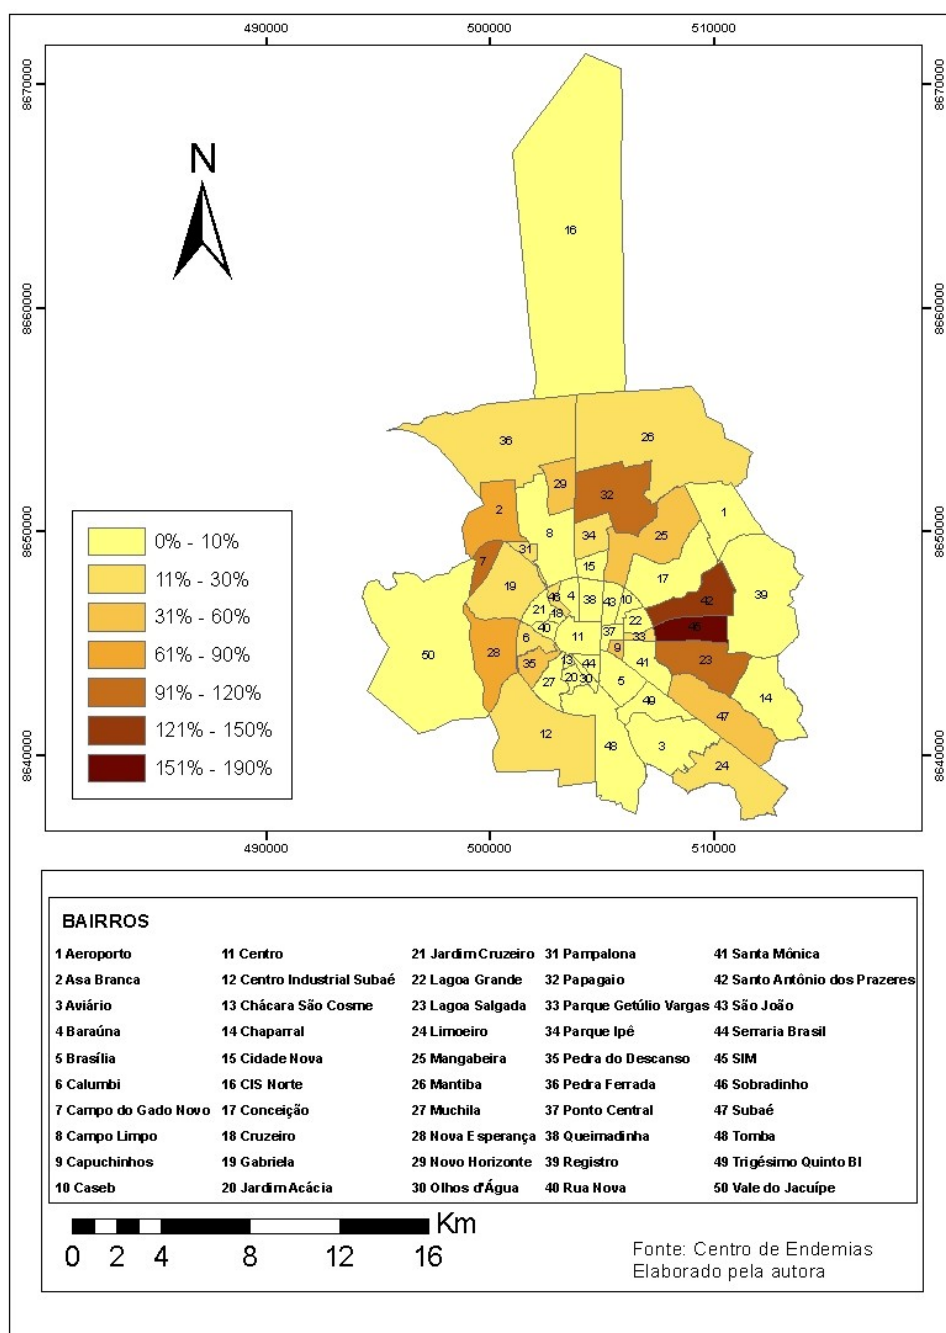 490000 500000 510000
8670000 8670000
N
16
8660000 8660000
36 26
29 32
2 1
0% - 10%
8650000 8 34 25 8650000
11% - 30%
31 7 15 17
31% - 60%
19 46 4 38 43 10 42 39
21 18 22
61% - 90%
40 11 37 33 46
50 28 6 9 23
91% - 120%
35 13 44 41
27 20 30 5 14
121% - 150%
49 47
12 48 3
151% - 190%
24
8640000 8640000
490000 500000 510000
BAIRROS
1 Aeroporto 11 Centro 21 Jardim Cruzeiro 31 Pampalona 41 Santa Mônica
2 Asa Branca 12 Centro Industrial Subaé 22 Lagoa Grande 32 Papagaio 42 Santo Antônio dos Prazeres
3 Aviário 13 Chácara São Cosme 23 Lagoa Salgada 33 Parque Getúlio Vargas 43 São João
4 Baraúna 14 Chaparral 24 Limoeiro 34 Parque Ipê 44 Serraria Brasil
5 Brasília 15 Cidade Nova 25 Mangabeira 35 Pedra do Descanso 45 SIM
6 Calumbi 16 CIS Norte 26 Mantiba 36 Pedra Ferrada 46 Sobradinho
7 Campo do Gado Novo 17 Conceição 27 Muchila 37 Ponto Central 47 Subaé
8 Campo Limpo 18 Cruzeiro 28 Nova Esperança 38 Queimadinha 48 Tomba
9 Capuchinhos 19 Gabriela 29 Novo Horizonte 39 Registro 49 Trigésimo Quinto BI
10 Caseb 20 Jardim Acácia 30 Olhos d'Água 40 Rua Nova 50 Vale do Jacuípe
Km
0 2 4 8 12 16
Fonte: Centro de Endemias
Elaborado pela autora